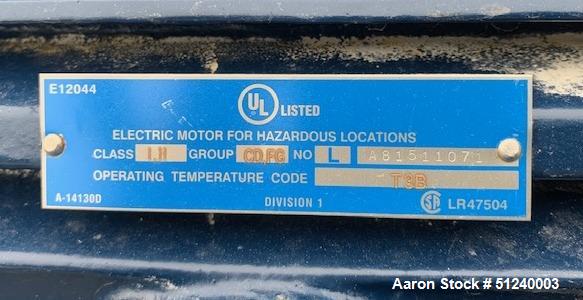 E12044
UL LISTED
ELECTRIC MOTOR FOR HAZARDOUS LOCATIONS
CLASS I,II GROUP CD,FG NO L A81511071
OPERATING TEMPERATURE CODE T3B
A-14130D DIVISION 1 SA LR47504
Aaron Stock # 51240003